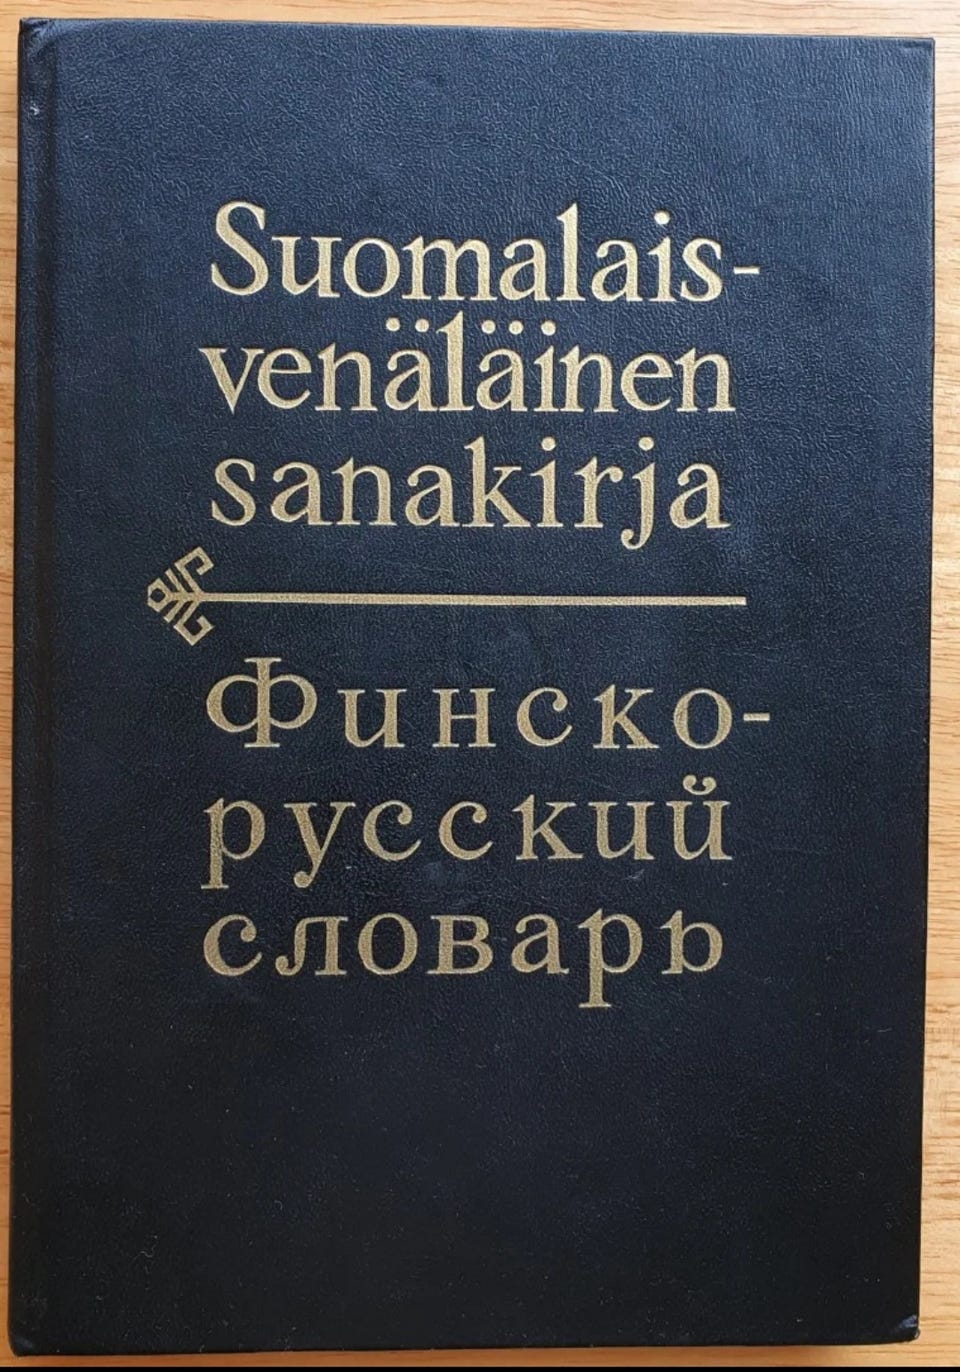 Suomalais-
venäläinen
sanakirja
Финско-
русский
словарь